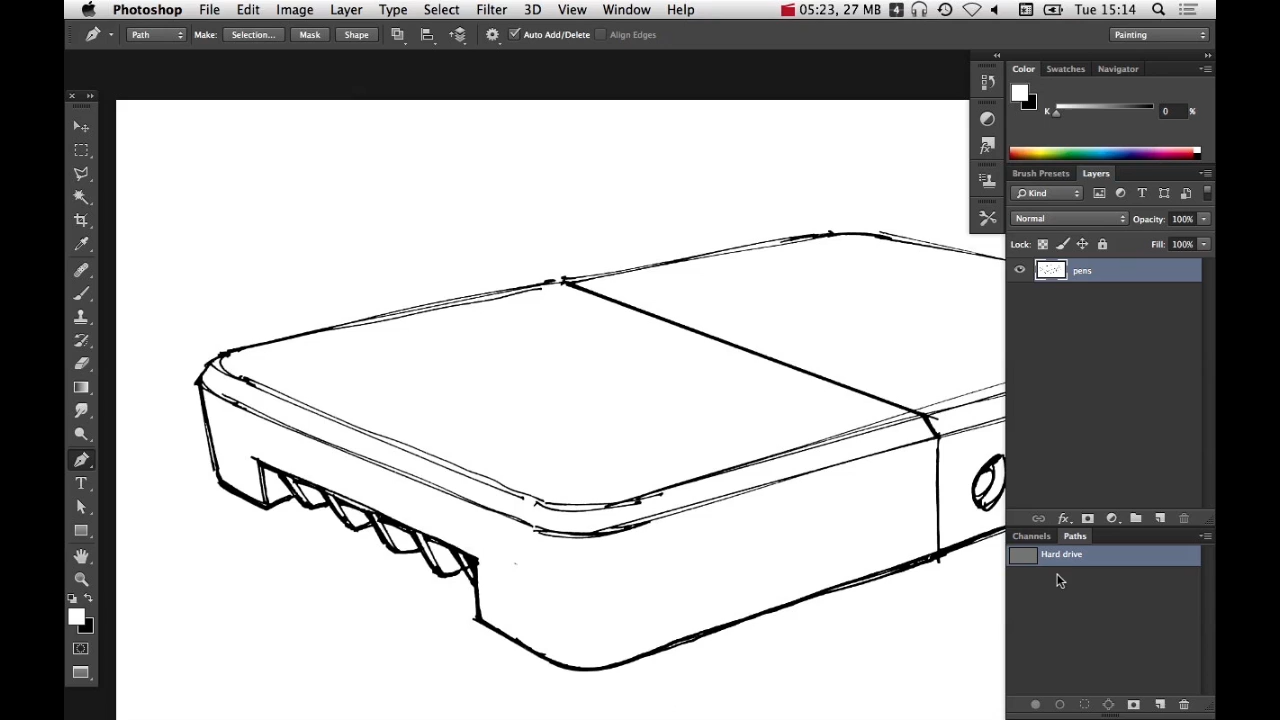 Photoshop File Edit Image Layer Type Select Filter 3D View Window Help 05:23, 27 MB 4 Tue 15:14
Path Make: Selection... Mask Shape Auto Add/Delete Align Edges Painting
Color Swatches Navigator
K 0 %
Brush Presets Layers
Kind T
Normal Opacity: 100%
Lock: Fill: 100%
pens
fx
Channels Paths
Hard drive
T